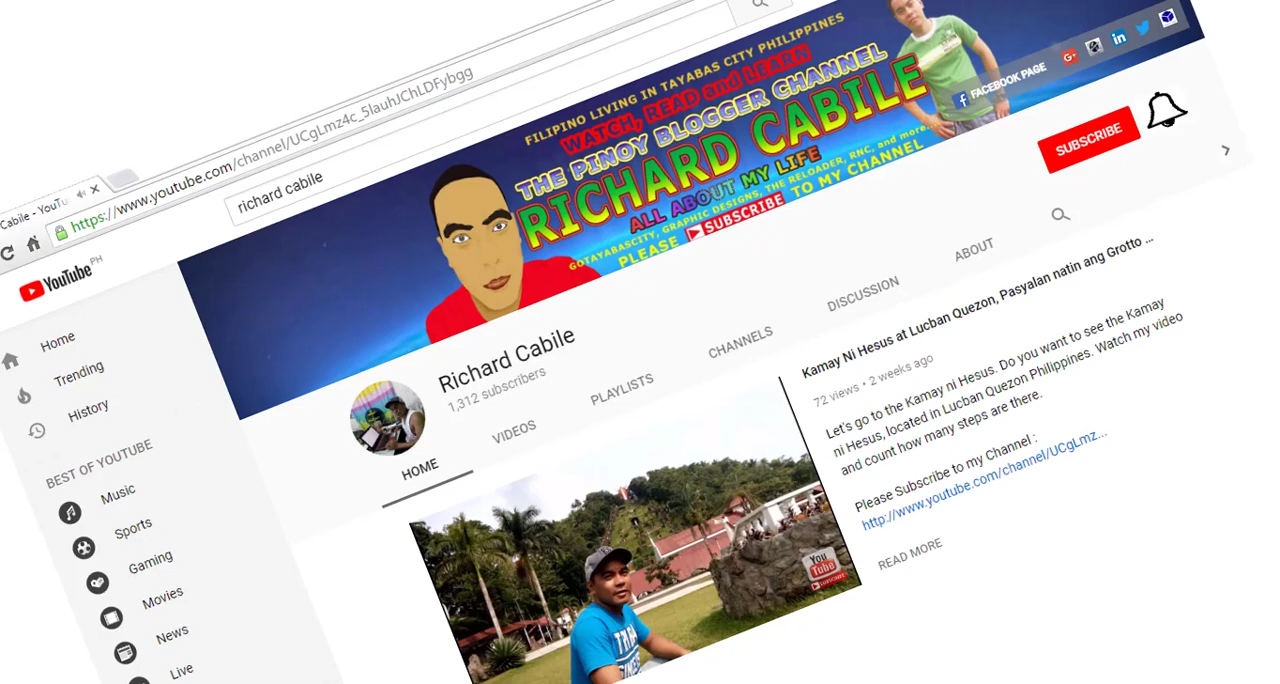 Cabile - YouTu
https://www.youtube.com/channel/UCgLmz4c_5lauhJChLDFybgg
YouTube PH
richard cabile
FILIPINO LIVING IN TAYABAS CITY PHILIPPINES
WATCH, READ and LEARN
THE PINOY BLOGGER CHANNEL
RICHARD CABILE
ALL ABOUT MY LIFE
GOTAYABASCITY, GRAPHIC DESIGNS, THE RELOADER, RNC, and more...
PLEASE SUBSCRIBE TO MY CHANNEL
FACEBOOK PAGE
SUBSCRIBE
Richard Cabile
1,312 subscribers
HOME
VIDEOS
PLAYLISTS
CHANNELS
DISCUSSION
ABOUT
Home
Trending
History
BEST OF YOUTUBE
Music
Sports
Gaming
Movies
News
Live
Kamay Ni Hesus at Lucban Quezon, Pasyalan natin ang Grotto ...
72 views • 2 weeks ago
Let's go to the Kamay ni Hesus. Do you want to see the Kamay
ni Hesus, located in Lucban Quezon Philippines. Watch my video
and count how many steps are there.
Please Subscribe to my Channel :
http://www.youtube.com/channel/UCgLmz...
READ MORE
You
Tube
SUBSCRIBE